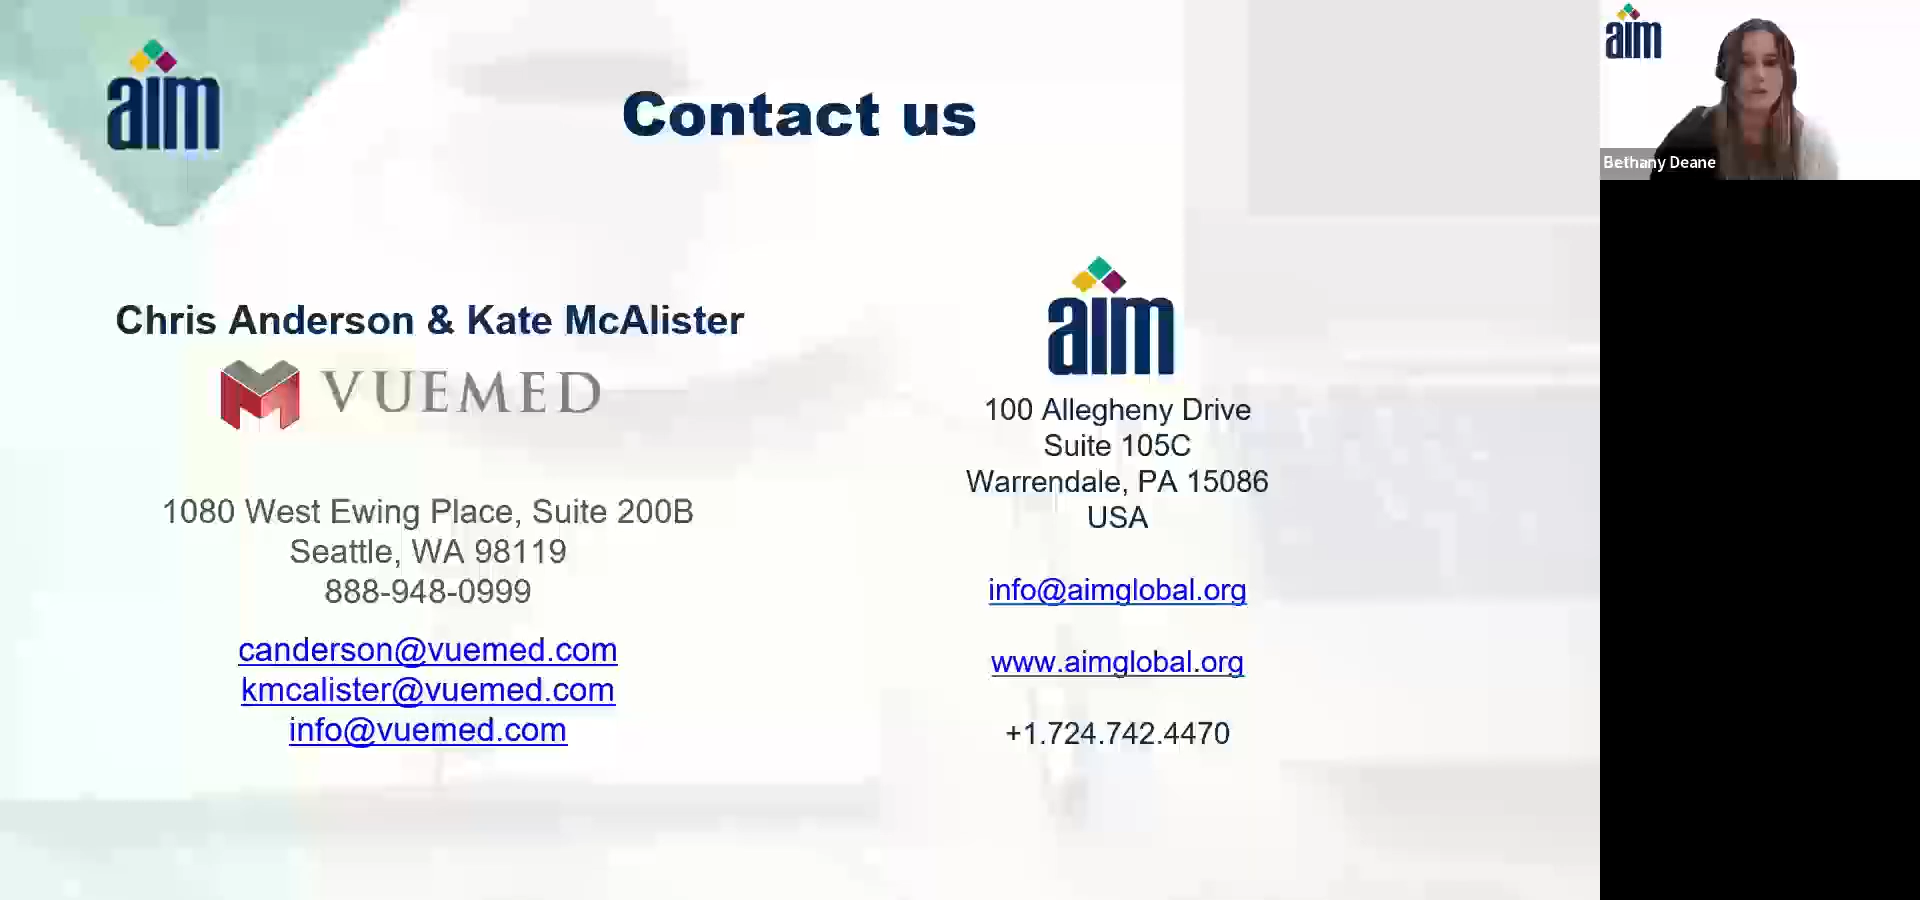 aim
Contact us
Chris Anderson & Kate McAlister
VUEMED
1080 West Ewing Place, Suite 200B
Seattle, WA 98119
888-948-0999
canderson@vuemed.com
kmcalister@vuemed.com
info@vuemed.com
aim
100 Allegheny Drive
Suite 105C
Warrendale, PA 15086
USA
info@aimglobal.org
www.aimglobal.org
+1.724.742.4470
aim
Bethany Deane